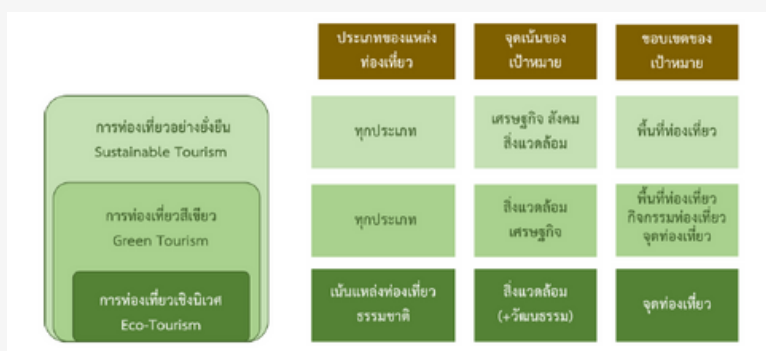 ประเภทของแหล่ง
ท่องเที่ยว
จุดเน้นของ
เป้าหมาย
ขอบเขตของ
เป้าหมาย
การท่องเที่ยวอย่างยั่งยืน
Sustainable Tourism
ทุกประเภท
เศรษฐกิจ สังคม
สิ่งแวดล้อม
พื้นที่ท่องเที่ยว
การท่องเที่ยวสีเขียว
Green Tourism
ทุกประเภท
สิ่งแวดล้อม
เศรษฐกิจ
พื้นที่ท่องเที่ยว
กิจกรรมท่องเที่ยว
จุดท่องเที่ยว
การท่องเที่ยวเชิงนิเวศ
Eco-Tourism
เน้นแหล่งท่องเที่ยว
ธรรมชาติ
สิ่งแวดล้อม
(+วัฒนธรรม)
จุดท่องเที่ยว